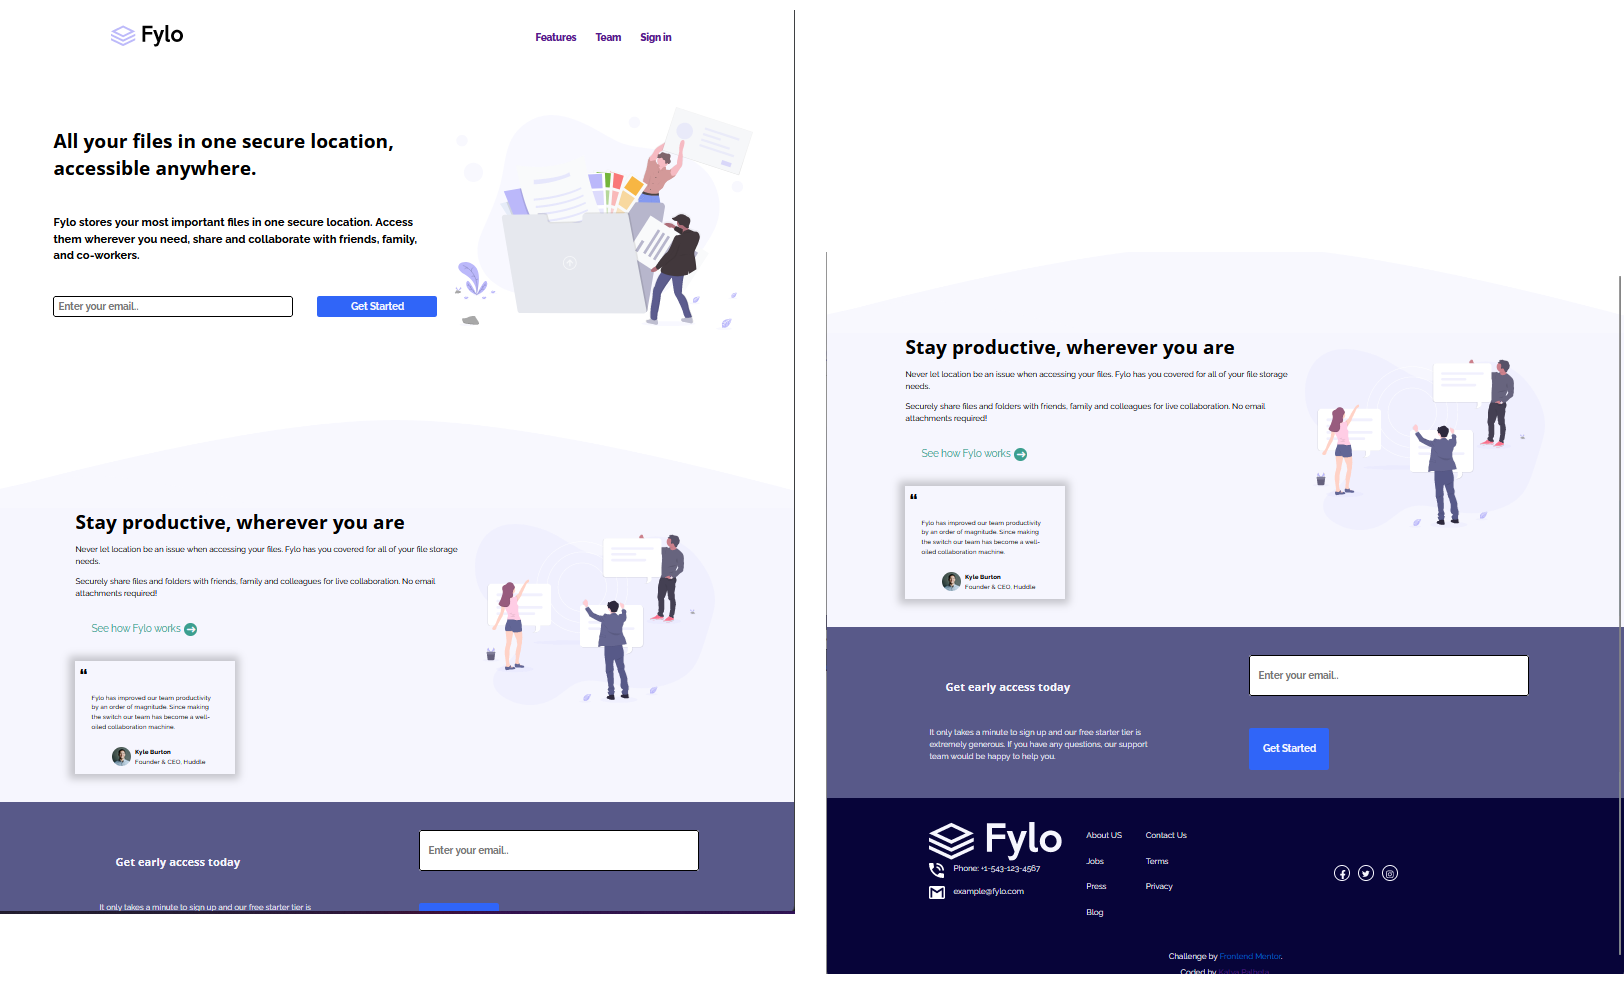 Fylo
Features Team Sign in
All your files in one secure location,
accessible anywhere.
Fylo stores your most important files in one secure location. Access
them wherever you need, share and collaborate with friends, family,
and co-workers.
Enter your email..
Get Started
Stay productive, wherever you are
Never let location be an issue when accessing your files. Fylo has you covered for all of your file storage
needs.
Securely share files and folders with friends, family and colleagues for live collaboration. No email
attachments required!
See how Fylo works
“
Fylo has improved our team productivity
by an order of magnitude. Since making
the switch our team has become a well-
oiled collaboration machine.
Kyle Burton
Founder & CEO, Huddle
Get early access today
Enter your email..
It only takes a minute to sign up and our free starter tier is
Stay productive, wherever you are
Never let location be an issue when accessing your files. Fylo has you covered for all of your file storage
needs.
Securely share files and folders with friends, family and colleagues for live collaboration. No email
attachments required!
See how Fylo works
“
Fylo has improved our team productivity
by an order of magnitude. Since making
the switch our team has become a well-
oiled collaboration machine.
Kyle Burton
Founder & CEO, Huddle
Get early access today
It only takes a minute to sign up and our free starter tier is
extremely generous. If you have any questions, our support
team would be happy to help you.
Enter your email..
Get Started
Fylo
Phone: +1-543-123-4567
example@fylo.com
About US
Jobs
Press
Blog
Contact Us
Terms
Privacy
Challenge by Frontend Mentor.
Coded by